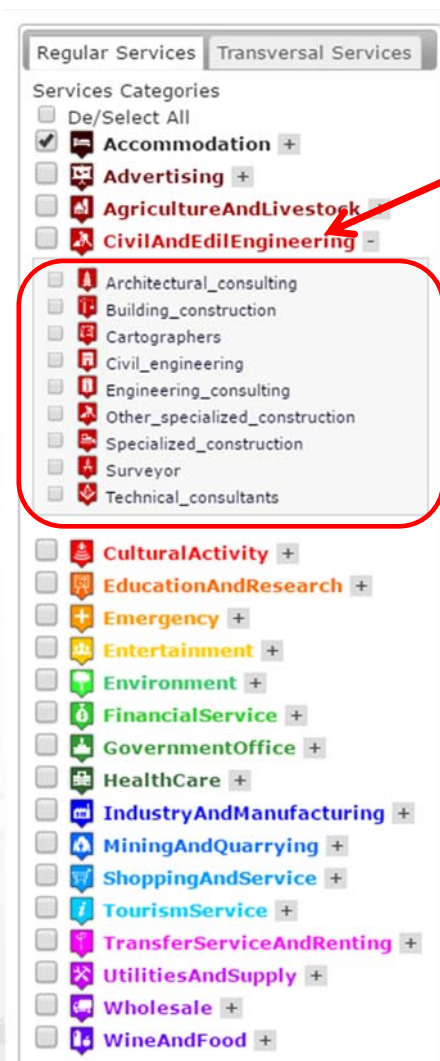 Regular Services Transversal Services
Services Categories
De/Select All
Accommodation +
Advertising +
AgricultureAndLivestock +
CivilAndEdilEngineering -
Architectural_consulting
Building_construction
Cartographers
Civil_engineering
Engineering_consulting
Other_specialized_construction
Specialized_construction
Surveyor
Technical_consultants
CulturalActivity +
EducationAndResearch +
Emergency +
Entertainment +
Environment +
FinancialService +
GovernmentOffice +
HealthCare +
IndustryAndManufacturing +
MiningAndQuarrying +
ShoppingAndService +
TourismService +
TransferServiceAndRenting +
UtilitiesAndSupply +
Wholesale +
WineAndFood +